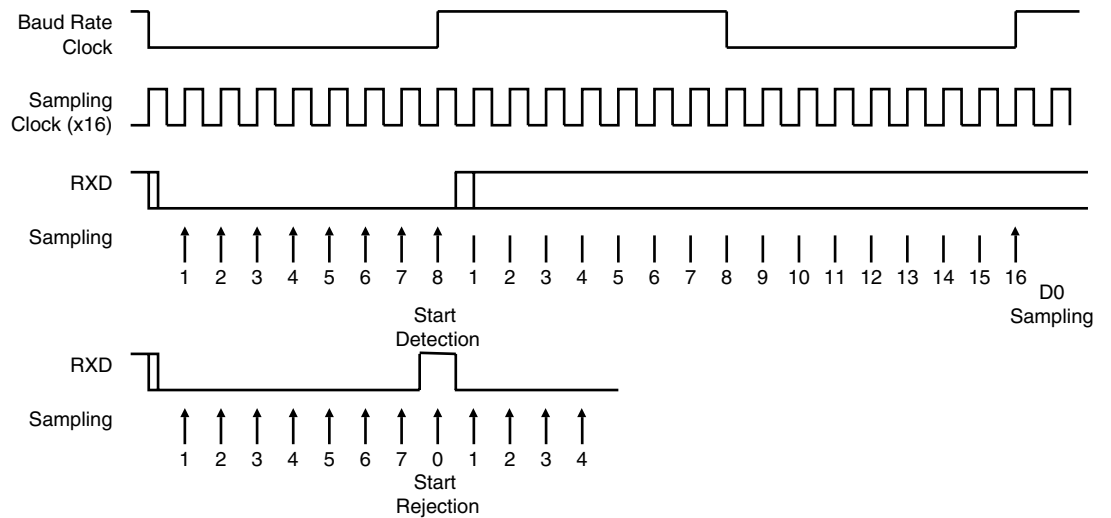 Baud Rate
Clock
Sampling
Clock (x16)
RXD
Sampling
1 2 3 4 5 6 7 8 1 2 3 4 5 6 7 8 9 10 11 12 13 14 15 16
D0
Sampling
Start
Detection
RXD
Sampling
1 2 3 4 5 6 7 0 1 2 3 4
Start
Rejection